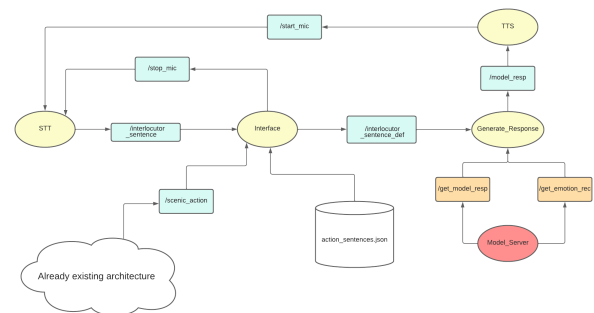 /start_mic
TTS
/stop_mic
/model_resp
STT
/interlocutor
_sentence
Interface
/interlocutor
_sentence_def
Generate_Response
/scenic_action
/get_model_resp
/get_emotion_rec
action_sentences.json
Model_Server
Already existing architecture